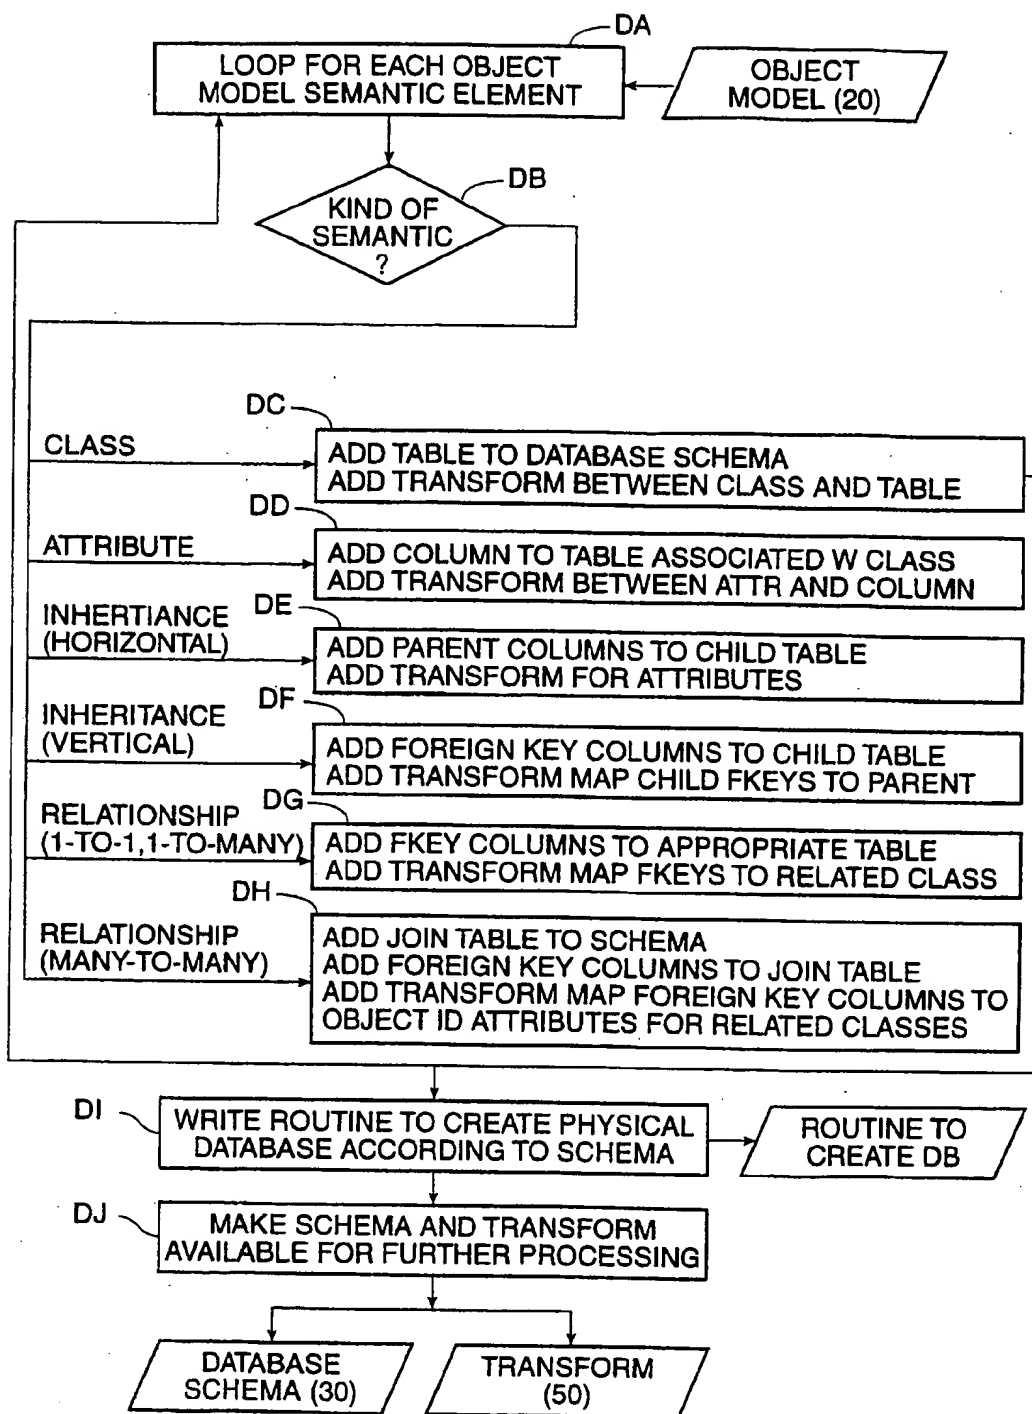 DA
LOOP FOR EACH OBJECT
MODEL SEMANTIC ELEMENT
OBJECT
MODEL (20)
DB
KIND OF
SEMANTIC
?
DC
CLASS
ADD TABLE TO DATABASE SCHEMA
ADD TRANSFORM BETWEEN CLASS AND TABLE
DD
ATTRIBUTE
ADD COLUMN TO TABLE ASSOCIATED W CLASS
ADD TRANSFORM BETWEEN ATTR AND COLUMN
DE
INHERTIANCE
(HORIZONTAL)
ADD PARENT COLUMNS TO CHILD TABLE
ADD TRANSFORM FOR ATTRIBUTES
DF
INHERITANCE
(VERTICAL)
ADD FOREIGN KEY COLUMNS TO CHILD TABLE
ADD TRANSFORM MAP CHILD FKEYS TO PARENT
DG
RELATIONSHIP
(1-TO-1,1-TO-MANY)
ADD FKEY COLUMNS TO APPROPRIATE TABLE
ADD TRANSFORM MAP FKEYS TO RELATED CLASS
DH
RELATIONSHIP
(MANY-TO-MANY)
ADD JOIN TABLE TO SCHEMA
ADD FOREIGN KEY COLUMNS TO JOIN TABLE
ADD TRANSFORM MAP FOREIGN KEY COLUMNS TO
OBJECT ID ATTRIBUTES FOR RELATED CLASSES
DI
WRITE ROUTINE TO CREATE PHYSICAL
DATABASE ACCORDING TO SCHEMA
ROUTINE TO
CREATE DB
DJ
MAKE SCHEMA AND TRANSFORM
AVAILABLE FOR FURTHER PROCESSING
DATABASE
SCHEMA (30)
TRANSFORM
(50)